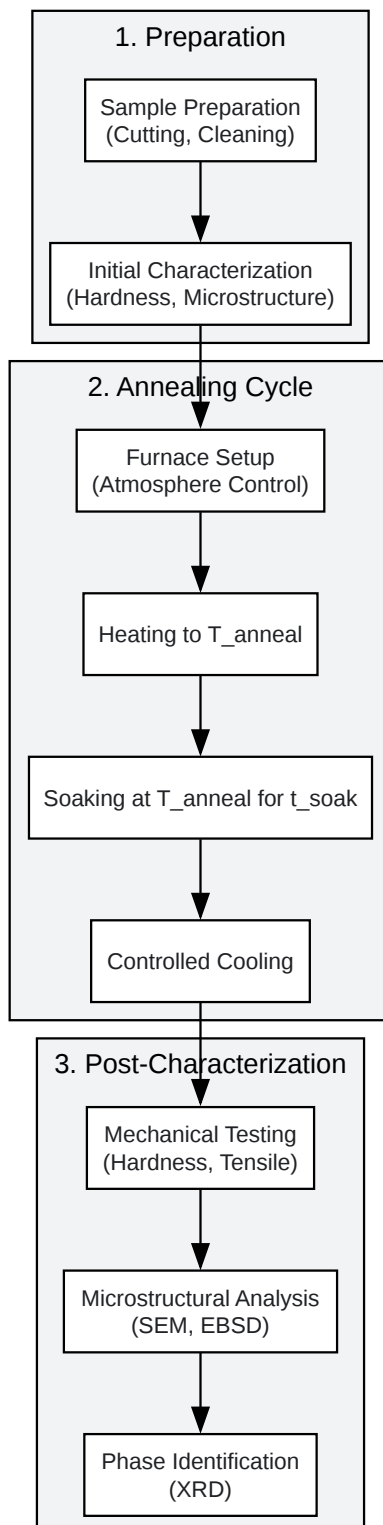 1. Preparation
Sample Preparation
(Cutting, Cleaning)
Initial Characterization
(Hardness, Microstructure)
2. Annealing Cycle
Furnace Setup
(Atmosphere Control)
Heating to T_anneal
Soaking at T_anneal for t_soak
Controlled Cooling
3. Post-Characterization
Mechanical Testing
(Hardness, Tensile)
Microstructural Analysis
(SEM, EBSD)
Phase Identification
(XRD)